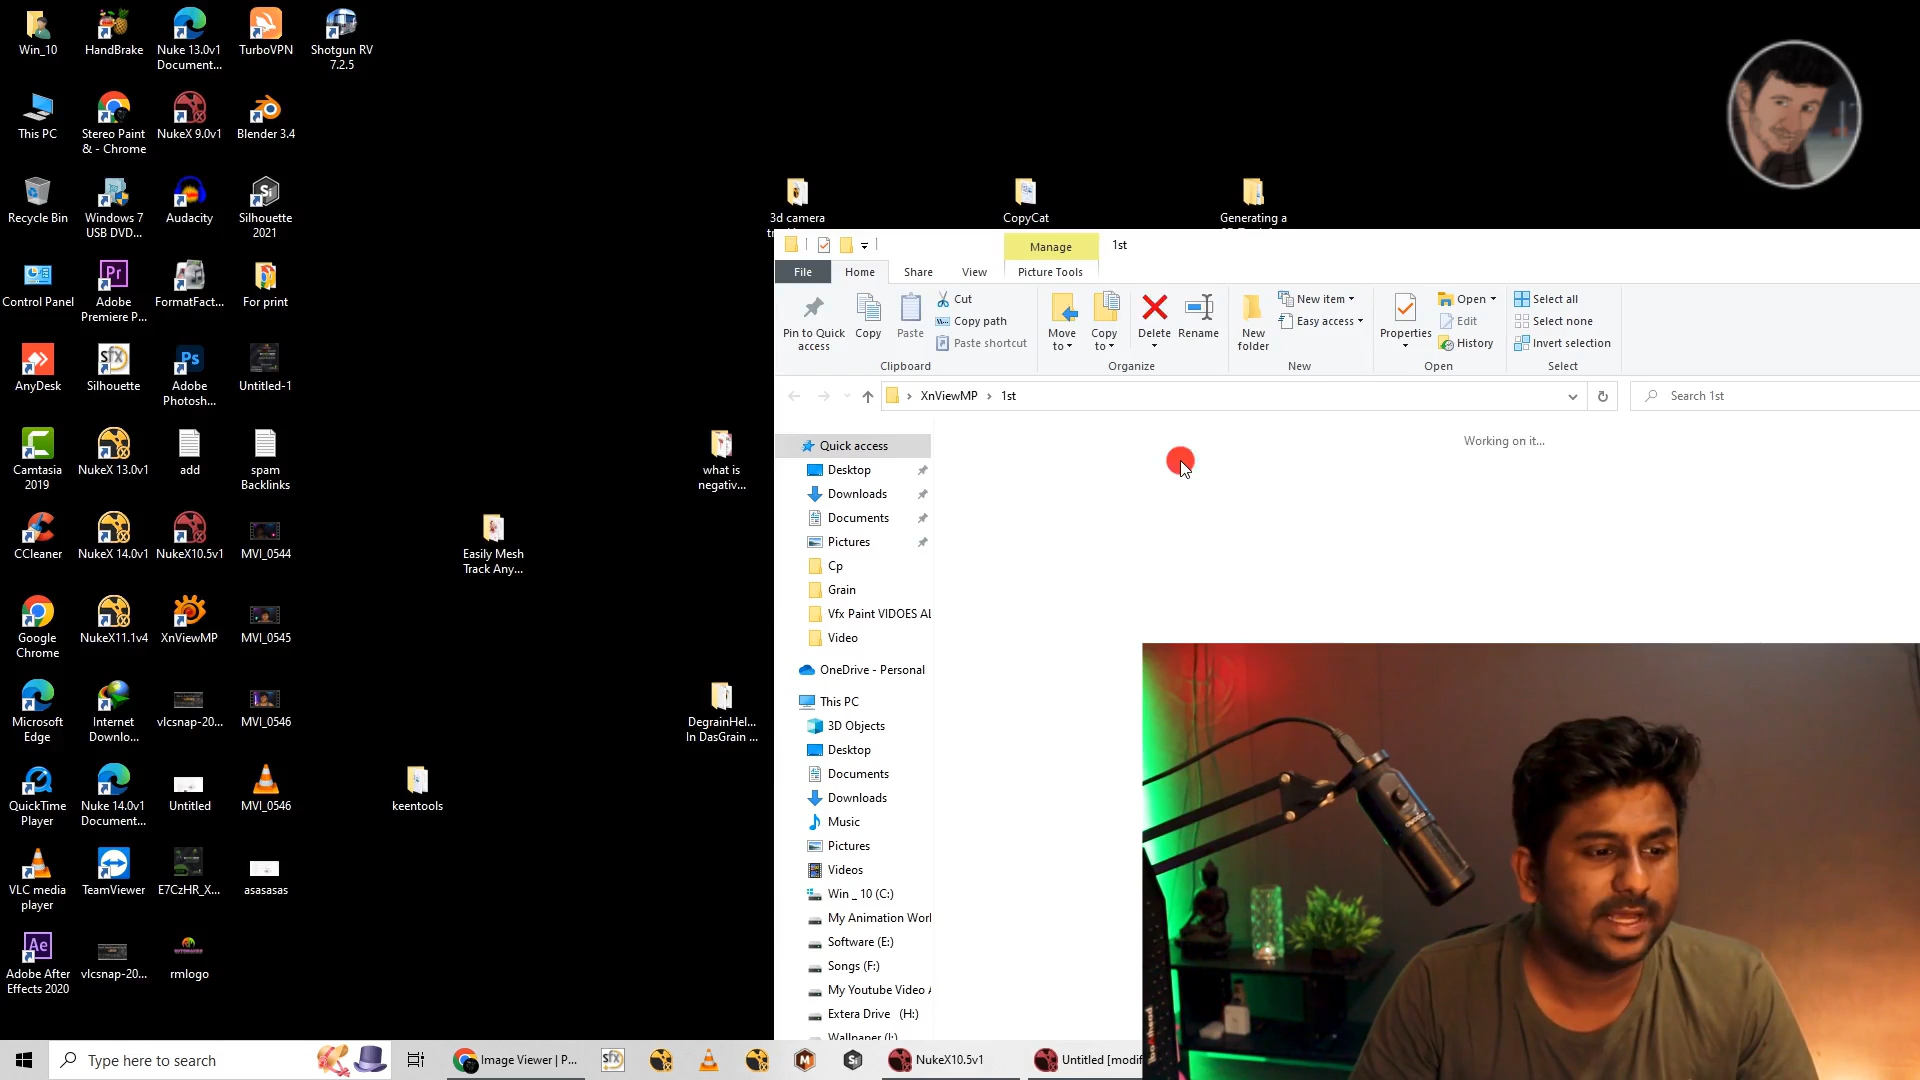 Win_10
HandBrake
Nuke 13.0v1
Document...
TurboVPN
Shotgun RV
7.2.5
This PC
Stereo Paint
& - Chrome
NukeX 9.0v1
Blender 3.4
Recycle Bin
Windows 7
USB DVD...
Audacity
Silhouette
2021
3d camera
CopyCat
Generating a
Control Panel
Adobe
Premiere P...
FormatFact...
For print
AnyDesk
Silhouette
Adobe
Photosh...
Untitled-1
Camtasia
2019
NukeX 13.0v1
add
spam
Backlinks
what is
negativ...
CCleaner
NukeX 14.0v1
NukeX10.5v1
MVI_0544
Easily Mesh
Track Any...
Google
Chrome
NukeX11.1v4
XnViewMP
MVI_0545
Microsoft
Edge
Internet
Downlo...
vlcsnap-20...
MVI_0546
DegrainHel...
In DasGrain ...
QuickTime
Player
Nuke 14.0v1
Document...
Untitled
MVI_0546
keentools
VLC media
player
TeamViewer
E7CzHR_X...
asasasas
Adobe After
Effects 2020
vlcsnap-20...
rmlogo
Manage
1st
File
Home
Share
View
Picture Tools
Pin to Quick
access
Copy
Paste
Cut
Copy path
Paste shortcut
Clipboard
Move
to
Copy
to
Delete
Rename
Organize
New
folder
New item
Easy access
New
Properties
Open
Edit
History
Open
Select all
Select none
Invert selection
Select
XnViewMP > 1st
Search 1st
Working on it...
Quick access
Desktop
Downloads
Documents
Pictures
Cp
Grain
Vfx Paint VIDOES AL
Video
OneDrive - Personal
This PC
3D Objects
Desktop
Documents
Downloads
Music
Pictures
Videos
Win _ 10 (C:)
My Animation Worl
Software (E:)
Songs (F:)
My Youtube Video
Extera Drive (H:)
Wallpaper (I:)
Type here to search
Image Viewer | P...
NukeX10.5v1
Untitled [modif